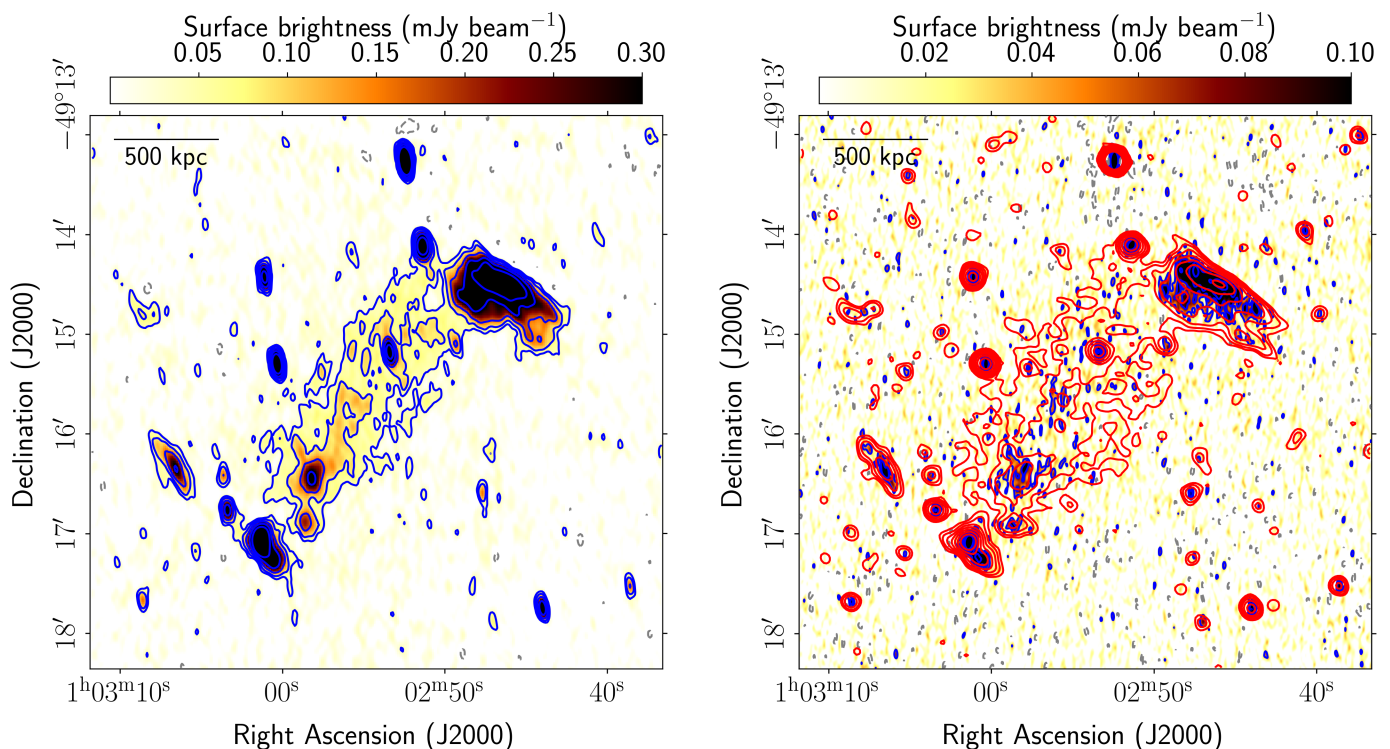 Surface brightness (mJy beam⁻¹)
0.05 0.10 0.15 0.20 0.25 0.30
−49°13′
14′
15′
16′
17′
18′
500 kpc
Declination (J2000)
1ʰ03ᵐ10ˢ 00ˢ 02ᵐ50ˢ 40ˢ
Right Ascension (J2000)
Surface brightness (mJy beam⁻¹)
0.02 0.04 0.06 0.08 0.10
−49°13′
14′
15′
16′
17′
18′
500 kpc
Declination (J2000)
1ʰ03ᵐ10ˢ 00ˢ 02ᵐ50ˢ 40ˢ
Right Ascension (J2000)